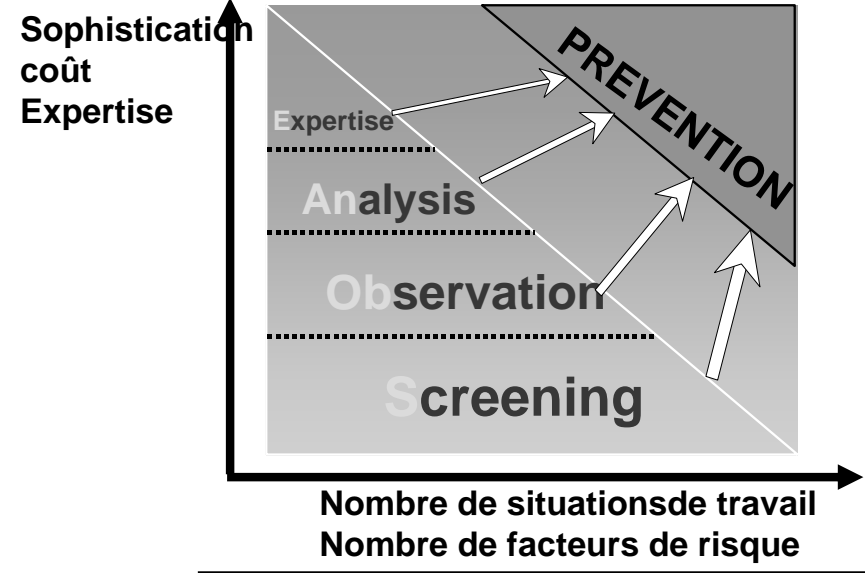 Sophistication
coût
Expertise
PREVENTION
Expertise
Analysis
Observation
Screening
Nombre de situationsde travail
Nombre de facteurs de risque